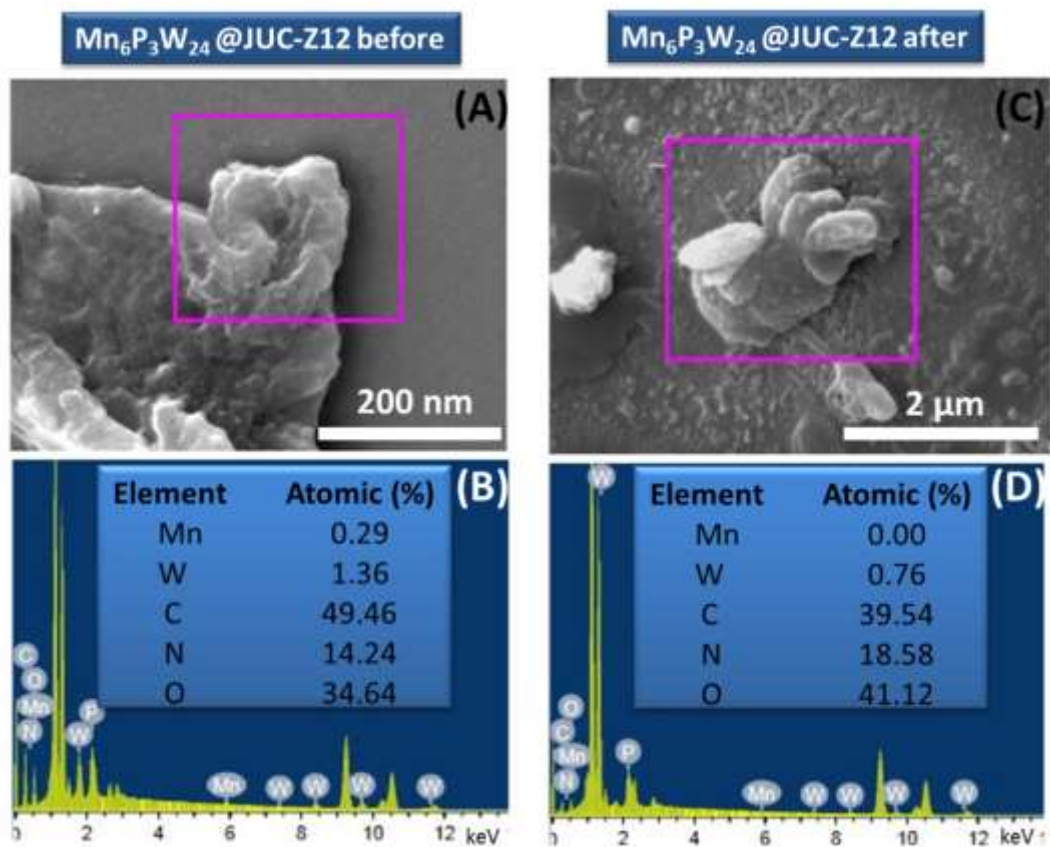 Mn₆P₃W₂₄ @JUC-Z12 before
Mn₆P₃W₂₄ @JUC-Z12 after
(A)
200 nm
(C)
2 µm
(B)
Element Atomic (%)
Mn 0.29
W 1.36
C 49.46
N 14.24
O 34.64
C
O
Mn
N
W
P
Mn
W
W
W
W
0 2 4 6 8 10 12 keV
(D)
W
Element Atomic (%)
Mn 0.00
W 0.76
C 39.54
N 18.58
O 41.12
O
C
Mn
N
P
Mn
W
W
W
W
0 2 4 6 8 10 12 keV